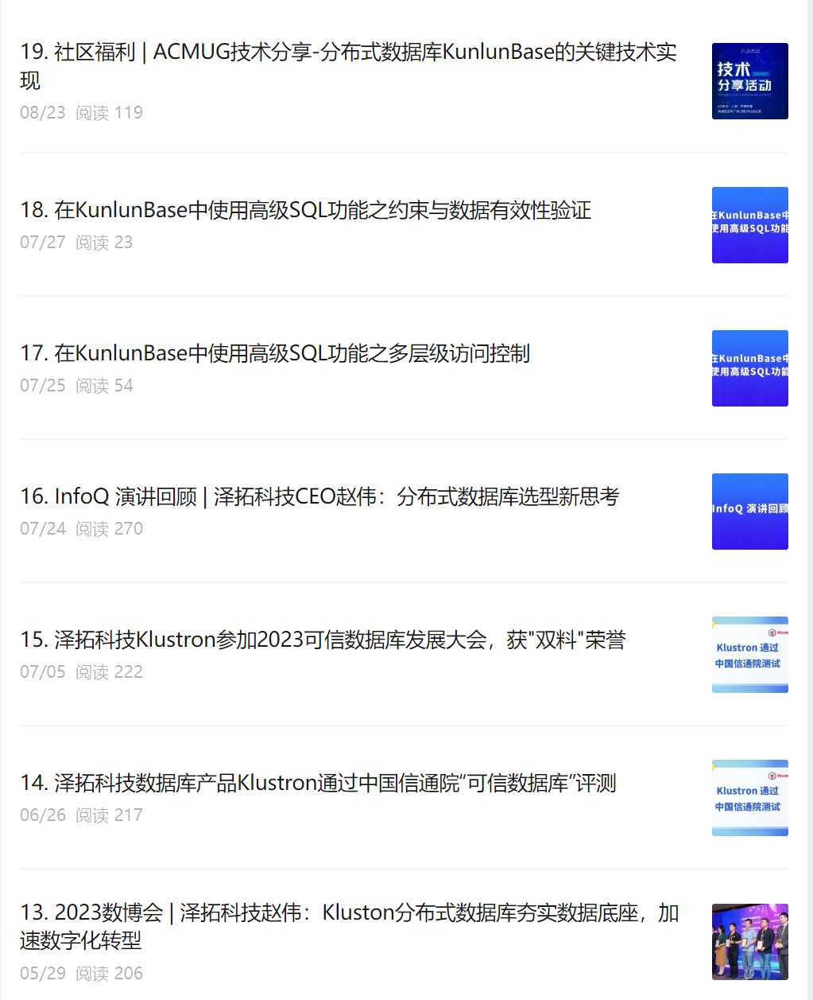 19. 社区福利 | ACMUG技术分享-分布式数据库KunlunBase的关键技术实
现
08/23 阅读 119
技术
分享活动
18. 在KunlunBase中使用高级SQL功能之约束与数据有效性验证
07/27 阅读 23
在KunlunBase中
使用高级SQL功能
17. 在KunlunBase中使用高级SQL功能之多层级访问控制
07/25 阅读 54
在KunlunBase中
使用高级SQL功能
16. InfoQ 演讲回顾 | 泽拓科技CEO赵伟：分布式数据库选型新思考
07/24 阅读 270
InfoQ 演讲回顾
15. 泽拓科技Klustron参加2023可信数据库发展大会，获"双料"荣誉
07/05 阅读 222
Klustron 通过
中国信通院测试
14. 泽拓科技数据库产品Klustron通过中国信通院“可信数据库”评测
06/26 阅读 217
Klustron 通过
中国信通院测试
13. 2023数博会 | 泽拓科技赵伟：Kluston分布式数据库夯实数据底座，加
速数字化转型
05/29 阅读 206